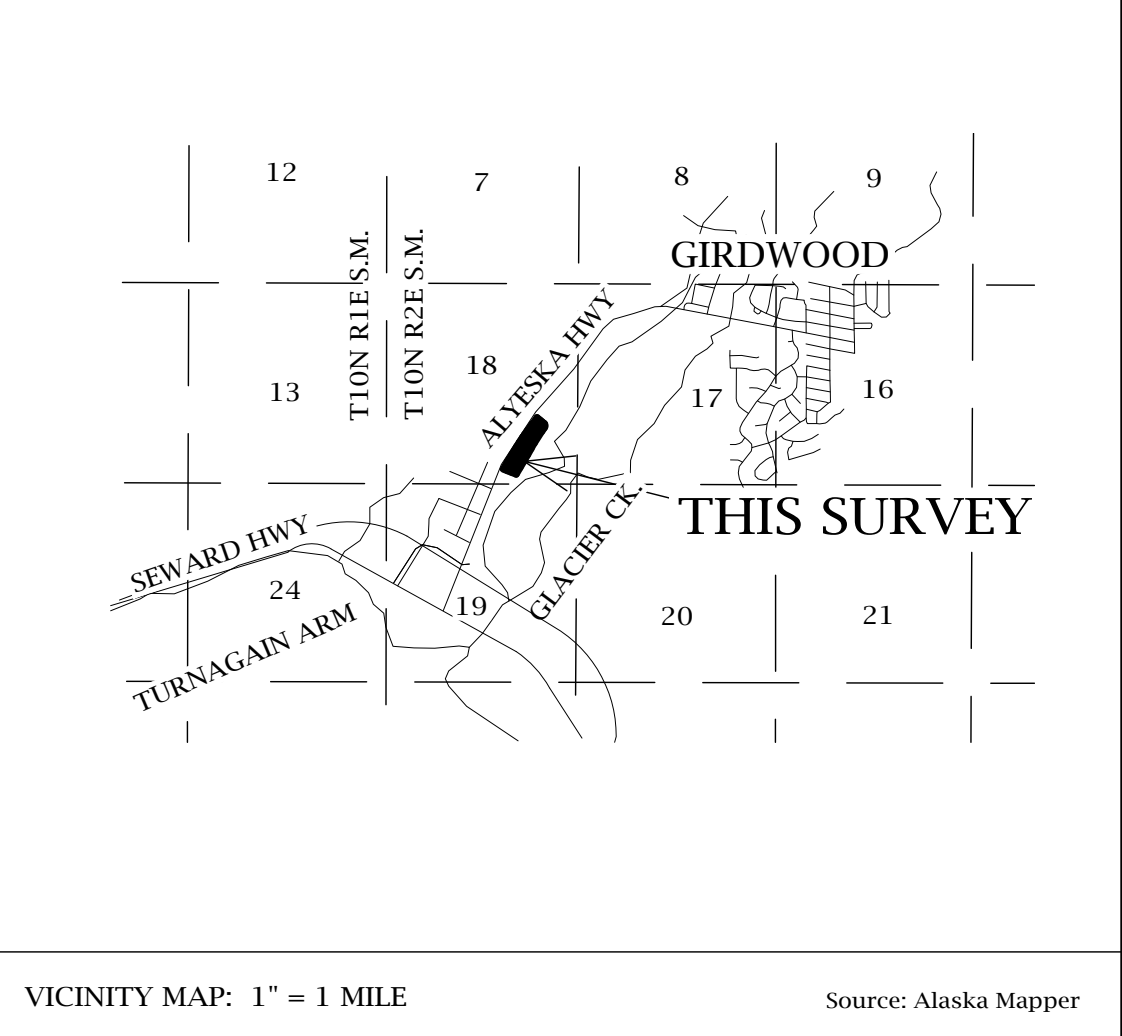 12
7
8
9
GIRDWOOD
T10N R1E S.M.
T10N R2E S.M.
ALYESKA HWY
18
13
17
16
THIS SURVEY
SEWARD HWY
GLACIER CK.
24
19
20
21
TURNAGAIN ARM
VICINITY MAP: 1" = 1 MILE
Source: Alaska Mapper